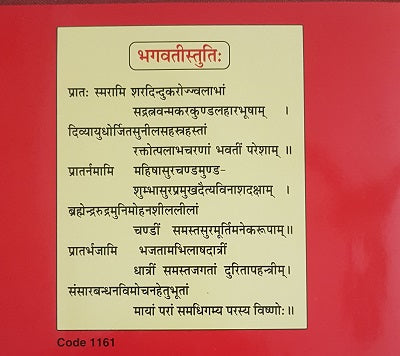 भगवतीस्तुतिः
प्रातः स्मरामि शरदिन्दुकरोज्ज्वलाभां
सद्रत्नवन्मकरकुण्डलहारभूषाम् ।
दिव्यायुधोर्जितसुनीलसहस्रहस्तां
रक्तोत्पलाभचरणां भवतीं परेशाम् ॥
प्रातर्नमामि महिषासुरचण्डमुण्ड-
शुम्भासुरप्रमुखदैत्यविनाशदक्षाम् ।
ब्रह्मेन्द्ररुद्रमुनिमोहनशीललीलां
चण्डीं समस्तसुरमूर्तिमनेकरूपाम् ॥
प्रातर्भजामि भजतामभिलाषदात्रीं
धात्रीं समस्तजगतां दुरितापहन्त्रीम् ।
संसारबन्धनविमोचनहेतुभूतां
मायां परां समधिगम्य परस्य विष्णोः ॥
Code 1161